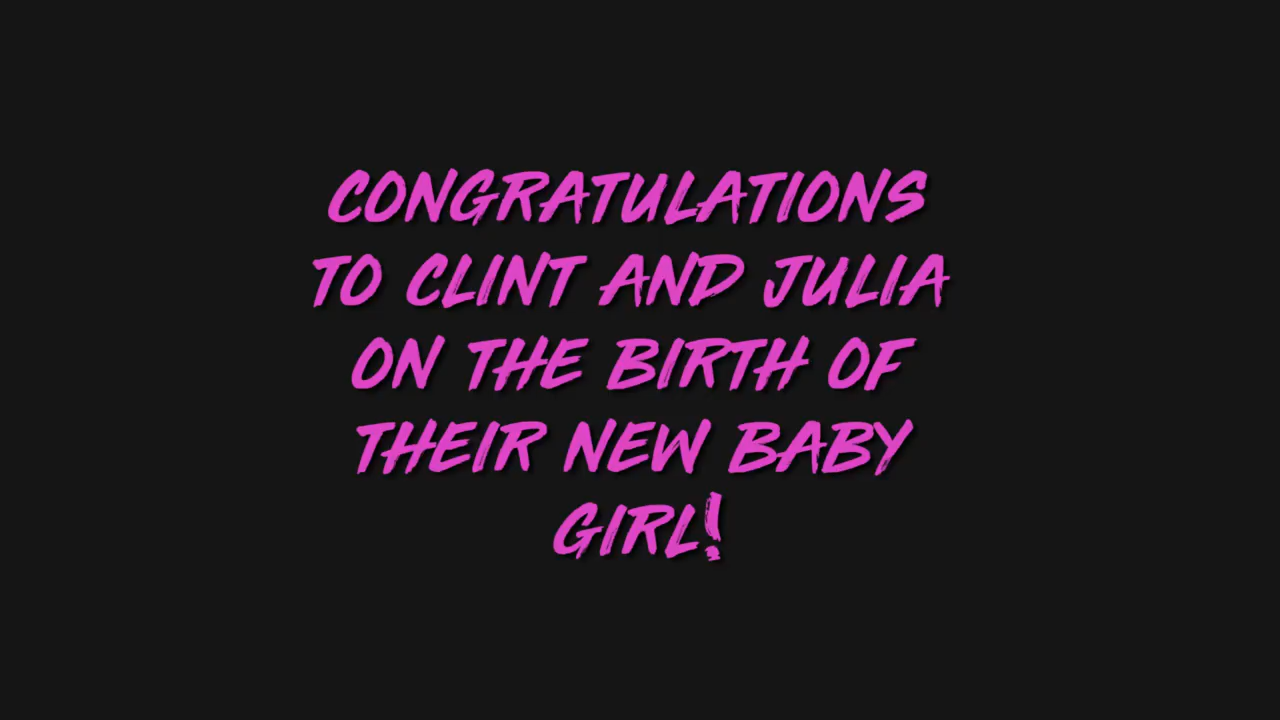 CONGRATULATIONS
TO CLINT AND JULIA
ON THE BIRTH OF
THEIR NEW BABY
GIRL!